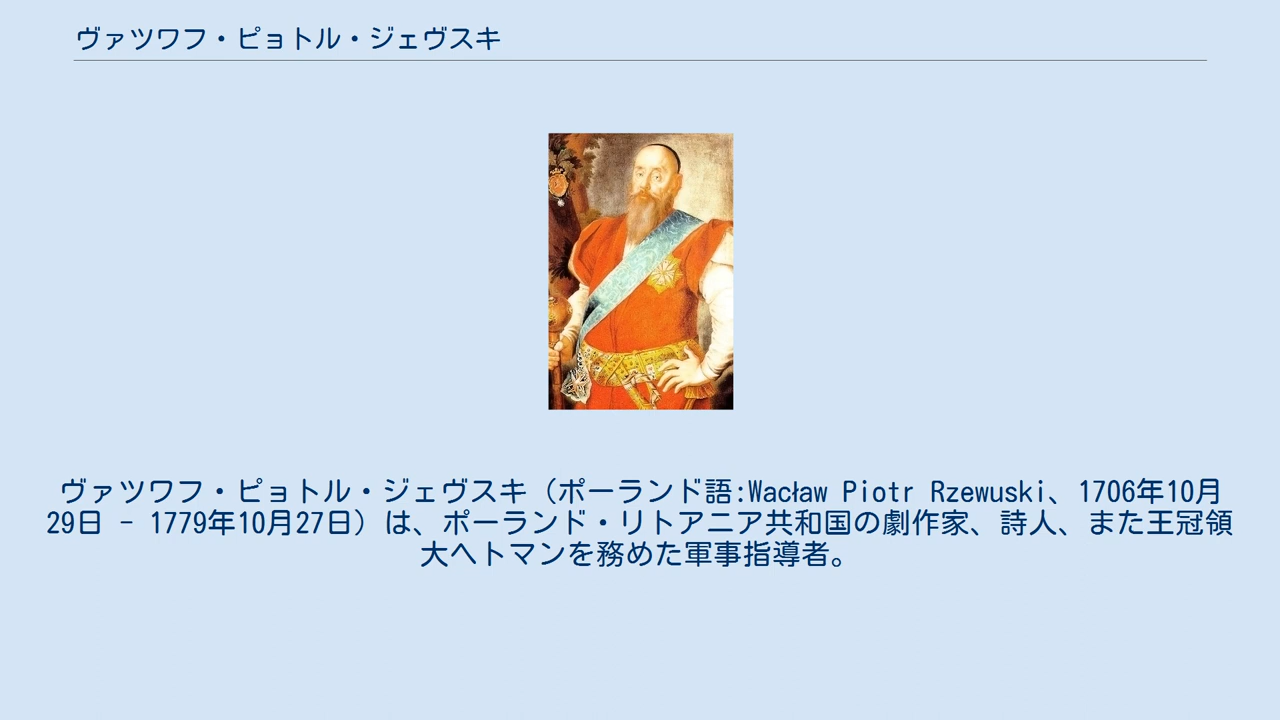 ヴァツワフ・ピョトル・ジェヴスキ
ヴァツワフ・ピョトル・ジェヴスキ（ポーランド語:Wacław Piotr Rzewuski、1706年10月
29日 - 1779年10月27日）は、ポーランド・リトアニア共和国の劇作家、詩人、また王冠領
大ヘトマンを務めた軍事指導者。